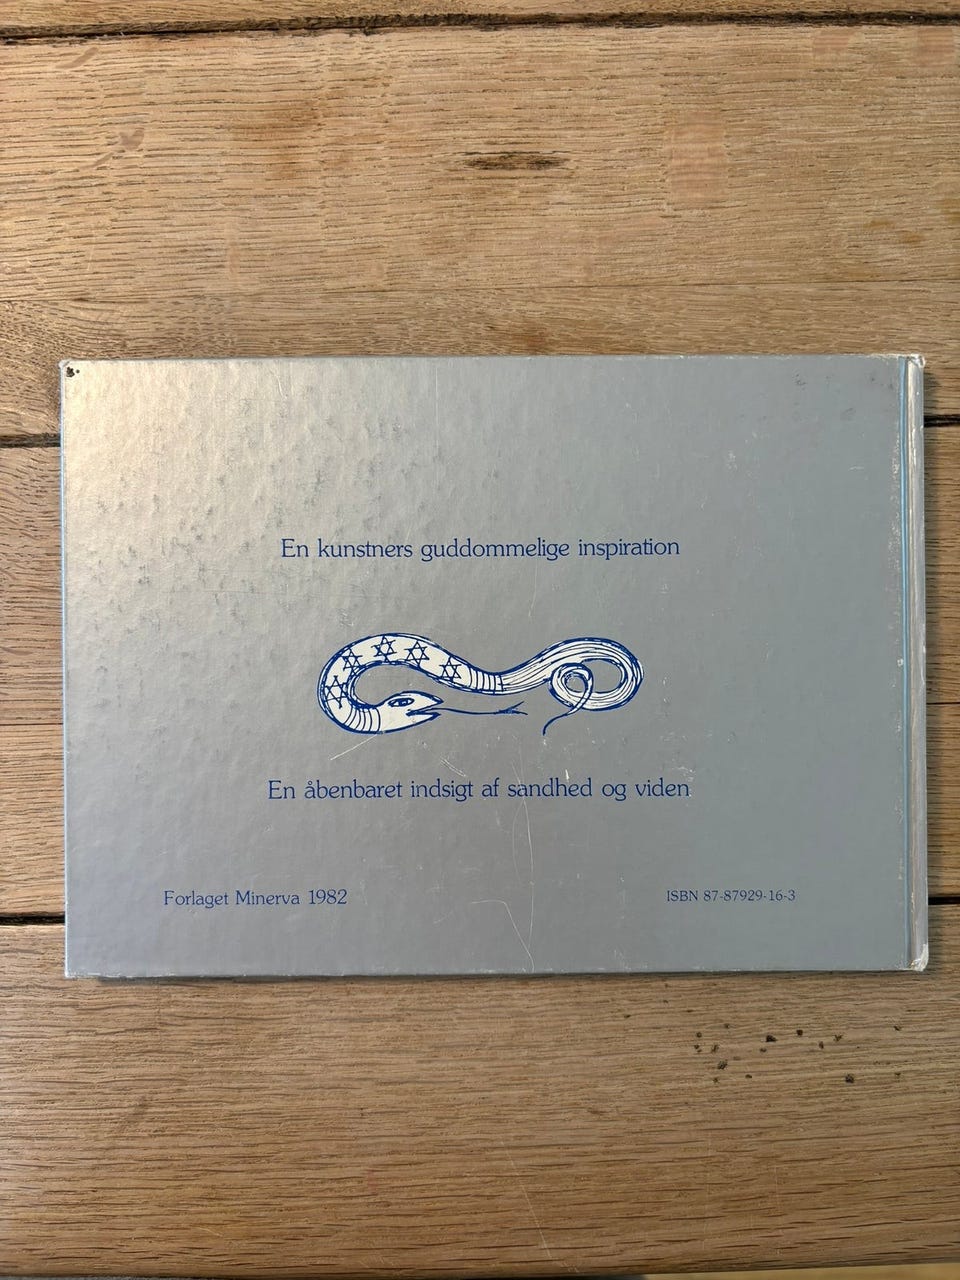 En kunstners guddommelige inspiration
En åbenbaret indsigt af sandhed og viden
Forlaget Minerva 1982
ISBN 87-87929-16-3